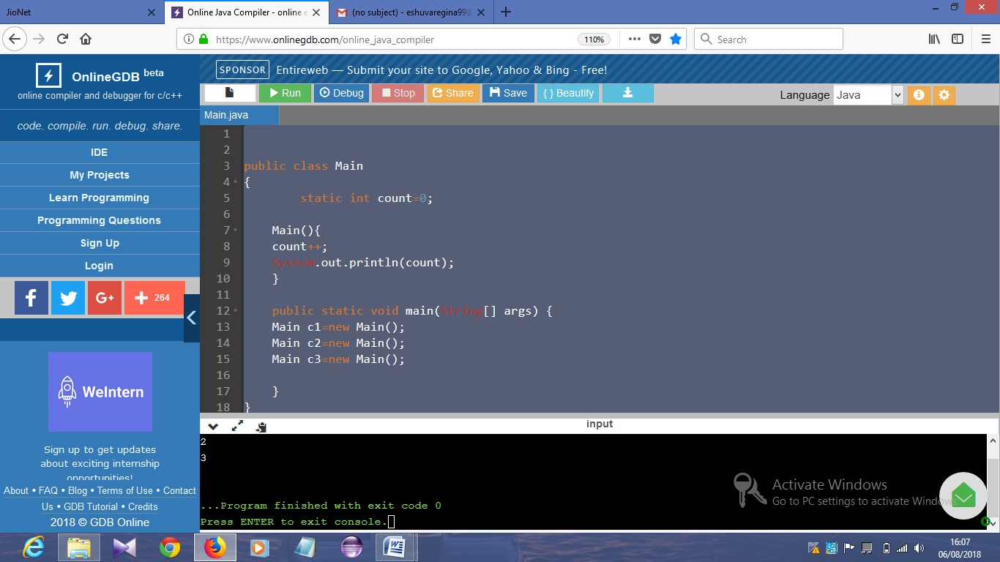 JioNet
Online Java Compiler - online e
(no subject) - eshuvaregina99@
https://www.onlinegdb.com/online_java_compiler
110%
Search
OnlineGDB beta
online compiler and debugger for c/c++
code. compile. run. debug. share.
IDE
My Projects
Learn Programming
Programming Questions
Sign Up
Login
f
G+
264
WeIntern
Sign up to get updates
about exciting internship
opportunities!
About • FAQ • Blog • Terms of Use • Contact
Us • GDB Tutorial • Credits
2018 © GDB Online
SPONSOR Entireweb — Submit your site to Google, Yahoo & Bing - Free!
Run Debug Stop Share Save { } Beautify
Language Java
Main.java
1
2
3 public class Main
4 {
5 static int count=0;
6
7 Main(){
8 count++;
9 System.out.println(count);
10 }
11
12 public static void main(String[] args) {
13 Main c1=new Main();
14 Main c2=new Main();
15 Main c3=new Main();
16
17 }
18 }
input
2
3
...Program finished with exit code 0
Press ENTER to exit console.
Activate Windows
Go to PC settings to activate Windows.
16:07
06/08/2018